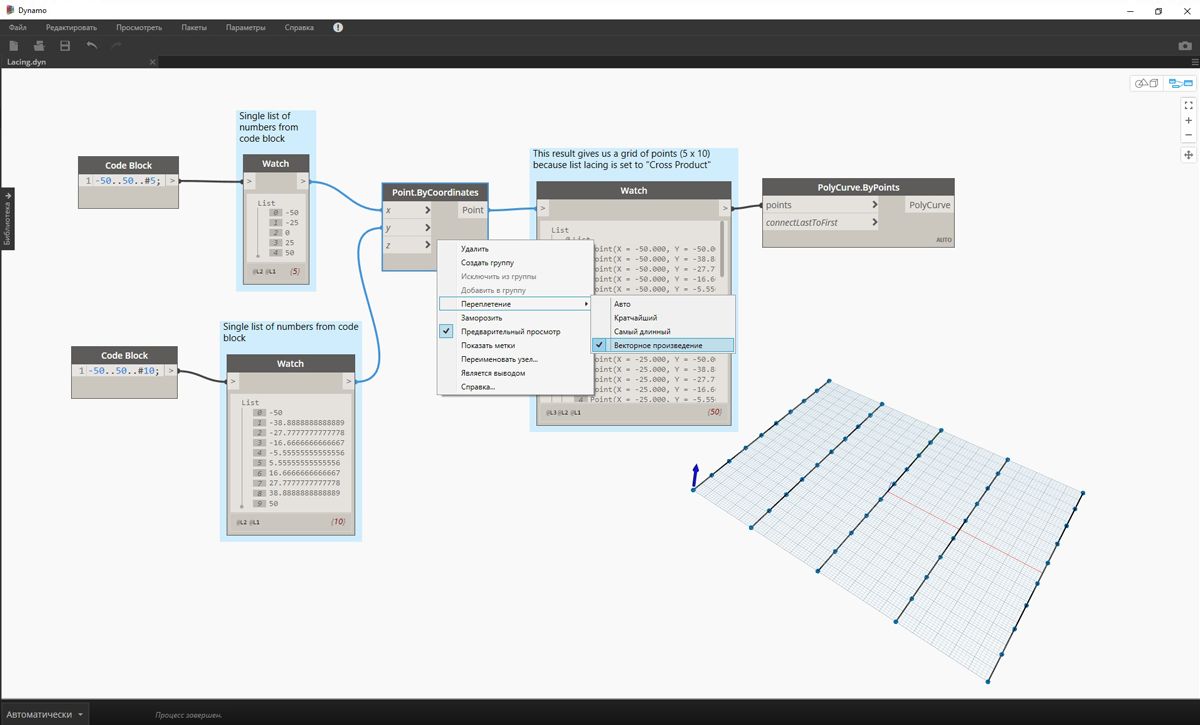 Dynamo
Файл Редактировать Просмотреть Пакеты Параметры Справка
Lacing.dyn
Библиотека
Single list of
numbers from
code block
Code Block
1 -50..50..#5; >
Watch
> >
List
0 -50
1 -25
2 0
3 25
4 50
@L2 @L1 {5}
Single list of numbers from code
block
Code Block
1 -50..50..#10; >
Watch
> >
List
0 -50
1 -38.8888888888889
2 -27.7777777777778
3 -16.6666666666667
4 -5.55555555555556
5 5.55555555555556
6 16.6666666666667
7 27.7777777777778
8 38.8888888888889
9 50
@L2 @L1 {10}
Point.ByCoordinates
x > Point
y >
z >
Удалить
Создать группу
Исключить из группы
Добавить в группу
Переплетение
Заморозить
Предварительный просмотр
Показать метки
Переименовать узел...
Является выводом
Справка...
Авто
Кратчайший
Самый длинный
Векторное произведение
This result gives us a grid of points (5 x 10)
because list lacing is set to "Cross Product"
Watch
> >
List
Point(X = -50.000, Y = -50.0
Point(X = -50.000, Y = -38.8
Point(X = -50.000, Y = -27.7
Point(X = -50.000, Y = -16.6
Point(X = -50.000, Y = -5.55
Point(X = -25.000, Y = -50.0
Point(X = -25.000, Y = -38.8
Point(X = -25.000, Y = -27.7
Point(X = -25.000, Y = -16.6
Point(X = -25.000, Y = -5.55
@L3 @L2 @L1 {50}
PolyCurve.ByPoints
points > PolyCurve
connectLastToFirst >
AUTO
Автоматически
Процесс завершен.